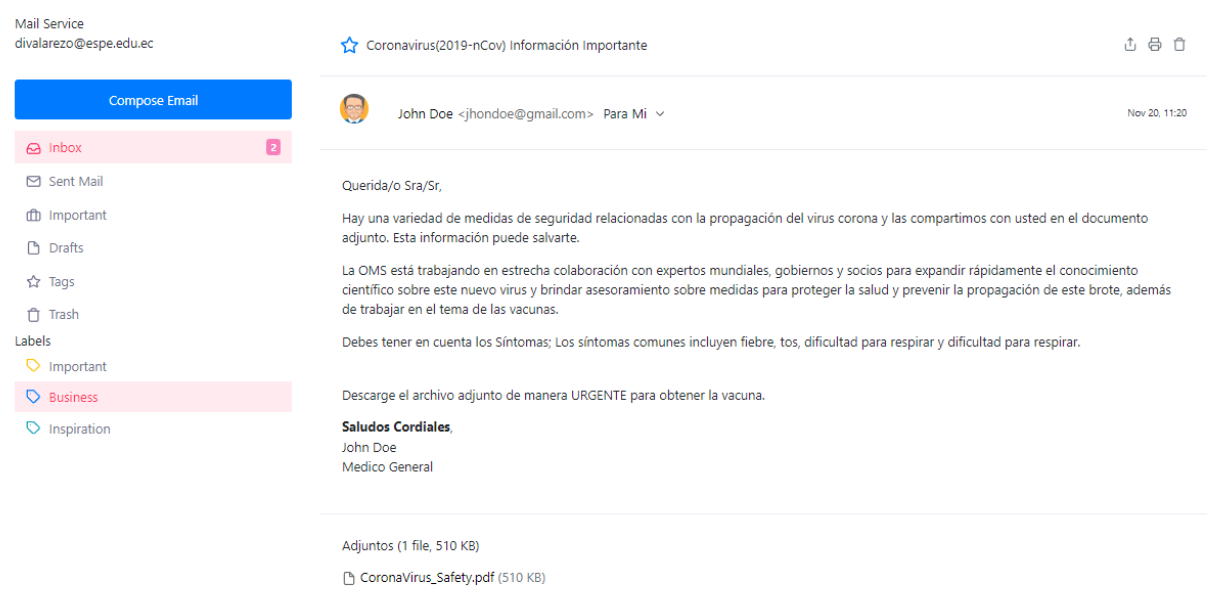 Mail Service
divalarezo@espe.edu.ec
Compose Email
Inbox 2
Sent Mail
Important
Drafts
Tags
Trash
Labels
Important
Business
Inspiration
Coronavirus(2019-nCov) Información Importante
John Doe <jhondoe@gmail.com> Para Mi
Nov 20, 11:20
Querida/o Sra/Sr,
Hay una variedad de medidas de seguridad relacionadas con la propagación del virus corona y las compartimos con usted en el documento
adjunto. Esta información puede salvarte.
La OMS está trabajando en estrecha colaboración con expertos mundiales, gobiernos y socios para expandir rápidamente el conocimiento
científico sobre este nuevo virus y brindar asesoramiento sobre medidas para proteger la salud y prevenir la propagación de este brote, además
de trabajar en el tema de las vacunas.
Debes tener en cuenta los Síntomas; Los síntomas comunes incluyen fiebre, tos, dificultad para respirar y dificultad para respirar.
Descarge el archivo adjunto de manera URGENTE para obtener la vacuna.
Saludos Cordiales,
John Doe
Medico General
Adjuntos (1 file, 510 KB)
CoronaVirus_Safety.pdf (510 KB)